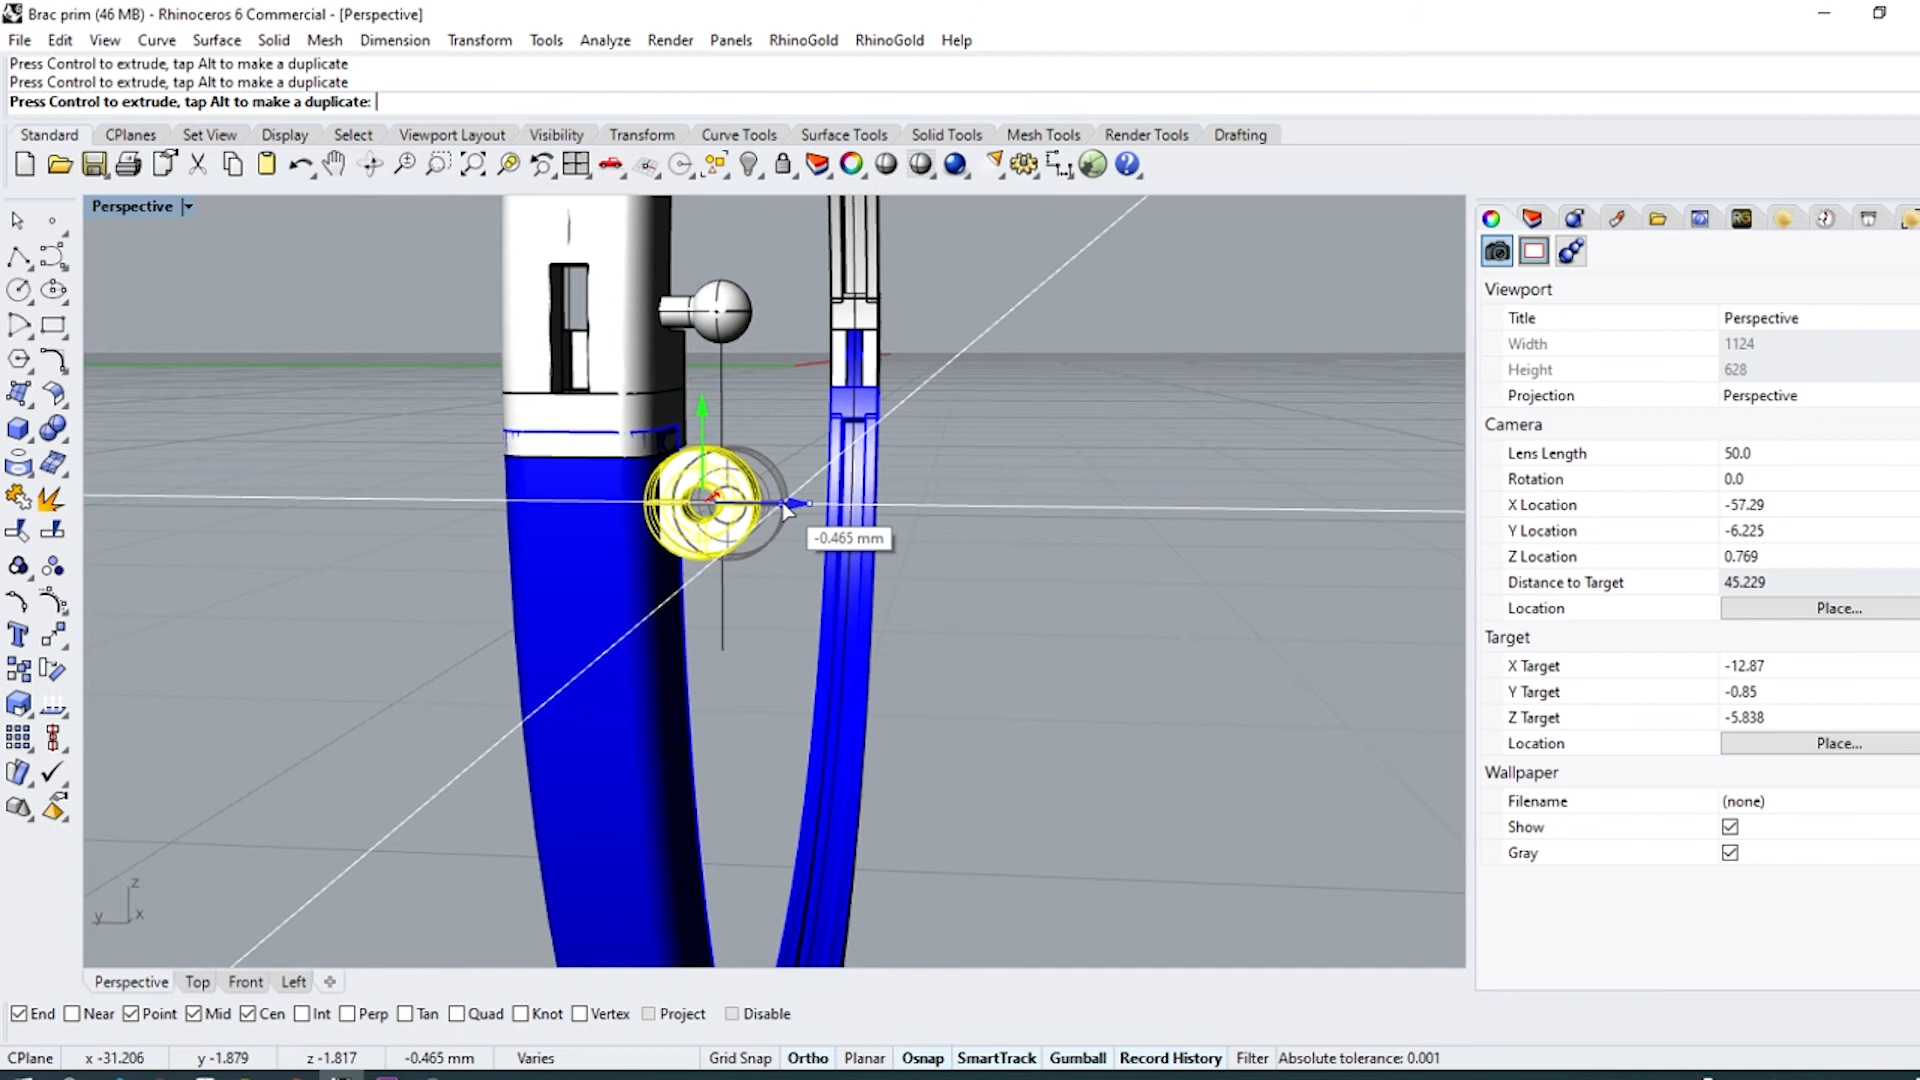 Brac prim (46 MB) - Rhinoceros 6 Commercial - [Perspective]
File Edit View Curve Surface Solid Mesh Dimension Transform Tools Analyze Render Panels RhinoGold RhinoGold Help
Press Control to extrude, tap Alt to make a duplicate
Press Control to extrude, tap Alt to make a duplicate
Press Control to extrude, tap Alt to make a duplicate:
Standard CPlanes Set View Display Select Viewport Layout Visibility Transform Curve Tools Surface Tools Solid Tools Mesh Tools Render Tools Drafting
Perspective
RG
Viewport
Title Perspective
Width 1124
Height 628
Projection Perspective
Camera
Lens Length 50.0
Rotation 0.0
X Location -57.29
Y Location -6.225
Z Location 0.769
Distance to Target 45.229
Location Place...
Target
X Target -12.87
Y Target -0.85
Z Target -5.838
Location Place...
Wallpaper
Filename (none)
Show
Gray
-0.465 mm
z
y x
Perspective Top Front Left
End Near Point Mid Cen Int Perp Tan Quad Knot Vertex Project Disable
CPlane x -31.206 y -1.879 z -1.817 -0.465 mm Varies Grid Snap Ortho Planar Osnap SmartTrack Gumball Record History Filter Absolute tolerance: 0.001